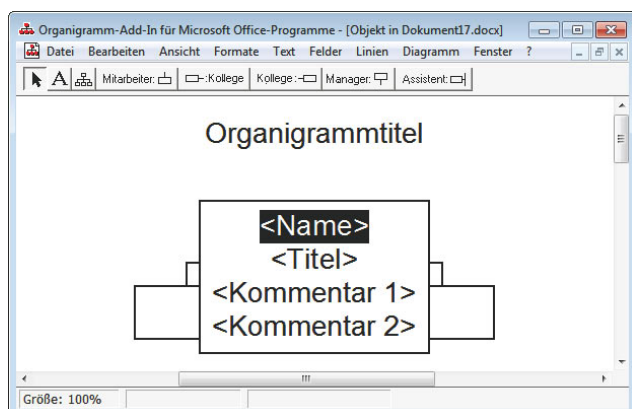 Organigramm-Add-In für Microsoft Office-Programme - [Objekt in Dokument17.docx]
Datei Bearbeiten Ansicht Formate Text Felder Linien Diagramm Fenster ?
A Mitarbeiter: :Kollege Kollege: Manager: Assistent:
Organigrammtitel
<Name>
<Titel>
<Kommentar 1>
<Kommentar 2>
Größe: 100%